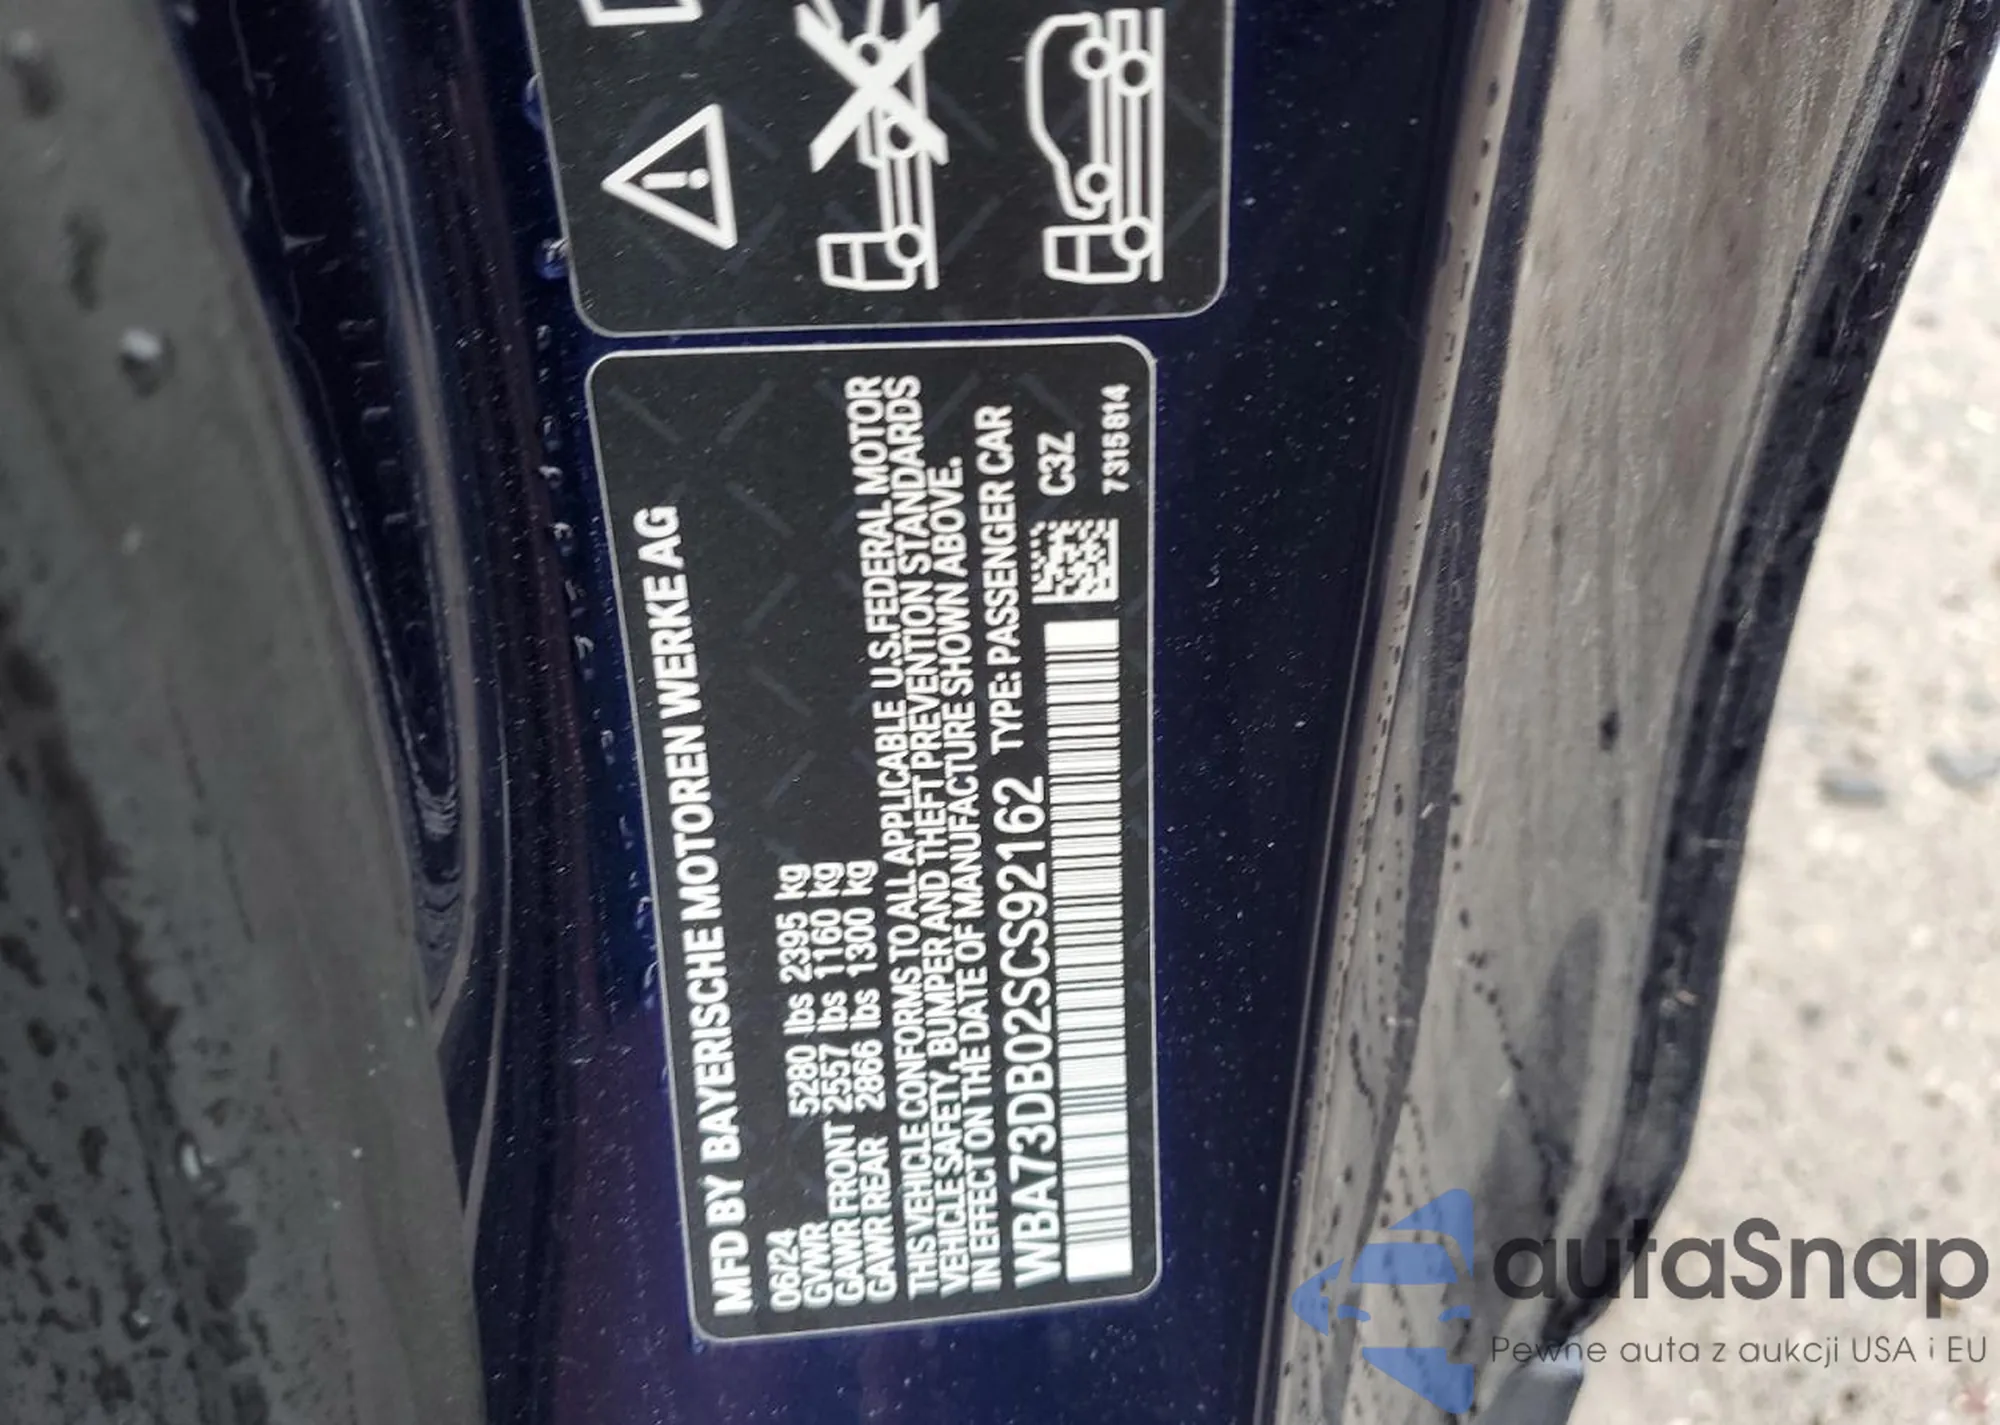 MFD BY BAYERISCHE MOTOREN WERKE AG
06/24
GVWR 5280 lbs 2395 kg
GAWR FRONT 2557 lbs 1160 kg
GAWR REAR 2866 lbs 1300 kg
THIS VEHICLE CONFORMS TO ALL APPLICABLE U.S.FEDERAL MOTOR
VEHICLE SAFETY, BUMPER AND THEFT PREVENTION STANDARDS
IN EFFECT ON THE DATE OF MANUFACTURE SHOWN ABOVE.
WBA73DB02SCS92162 TYPE: PASSENGER CAR
C3Z
7315814
autaSnap
Pewne auta z aukcji USA i EU